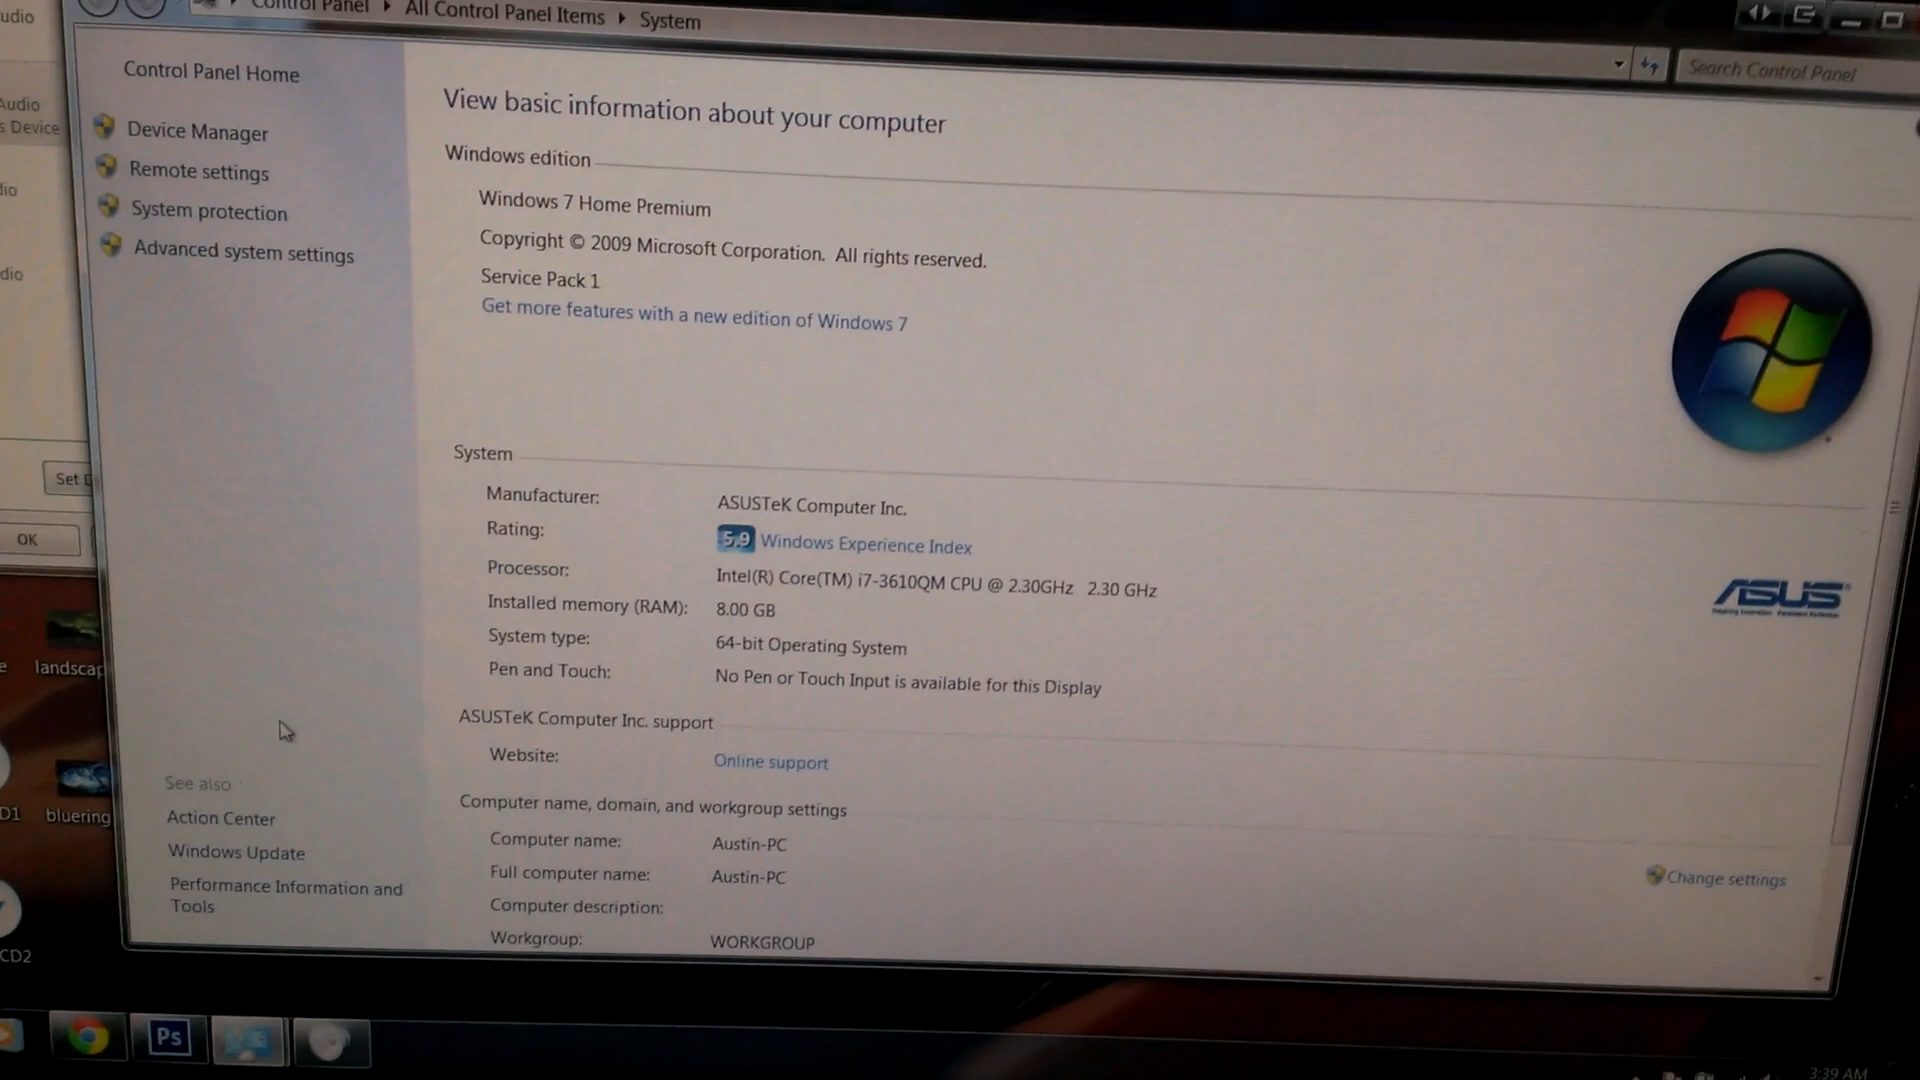 Control Panel ▸ All Control Panel Items ▸ System
Search Control Panel
Control Panel Home
Device Manager
Remote settings
System protection
Advanced system settings
See also
Action Center
Windows Update
Performance Information and
Tools
View basic information about your computer
Windows edition
Windows 7 Home Premium
Copyright © 2009 Microsoft Corporation. All rights reserved.
Service Pack 1
Get more features with a new edition of Windows 7
System
Manufacturer: ASUSTeK Computer Inc.
Rating: 5.9 Windows Experience Index
Processor: Intel(R) Core(TM) i7-3610QM CPU @ 2.30GHz 2.30 GHz
Installed memory (RAM): 8.00 GB
System type: 64-bit Operating System
Pen and Touch: No Pen or Touch Input is available for this Display
ASUS
ASUSTeK Computer Inc. support
Website: Online support
Computer name, domain, and workgroup settings
Computer name: Austin-PC
Change settings
Full computer name: Austin-PC
Computer description:
Workgroup: WORKGROUP
udio
Audio
s Device
dio
dio
Set D
OK
landscap
D1
bluering
CD2
Ps
3:39 AM